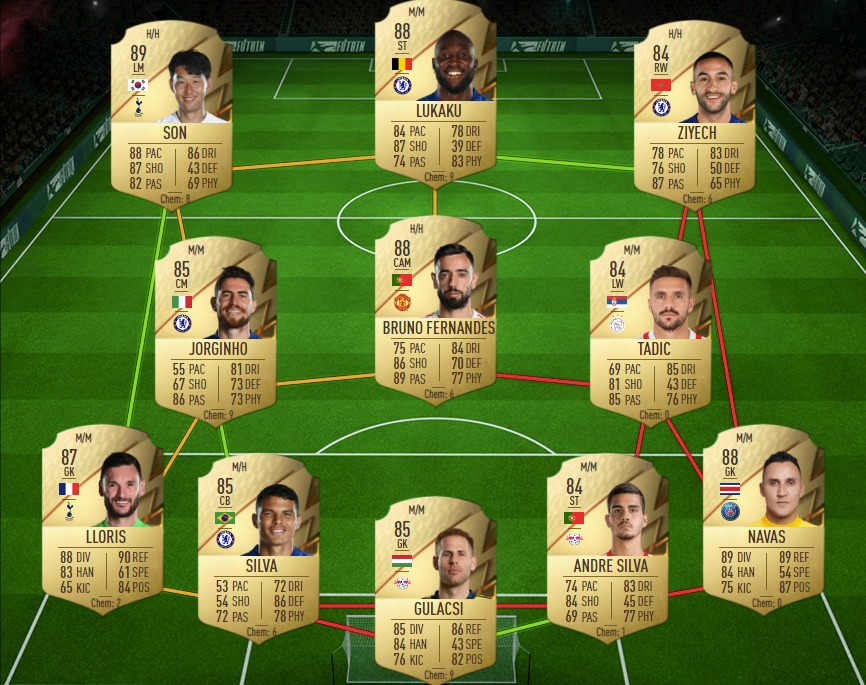 FUTBIN
FUTBIN
H/H
89
LM
SON
88 PAC 86 DRI
87 SHO 43 DEF
82 PAS 69 PHY
Chem: 8
M/M
88
ST
LUKAKU
84 PAC 78 DRI
87 SHO 39 DEF
74 PAS 83 PHY
Chem: 9
H/H
84
RW
ZIYECH
78 PAC 83 DRI
76 SHO 50 DEF
87 PAS 65 PHY
Chem: 6
M/M
85
CM
JORGINHO
55 PAC 81 DRI
67 SHO 73 DEF
86 PAS 73 PHY
Chem: 9
H/H
88
CAM
BRUNO FERNANDES
75 PAC 84 DRI
86 SHO 70 DEF
89 PAS 77 PHY
Chem: 6
M/M
84
LW
TADIC
69 PAC 85 DRI
81 SHO 43 DEF
85 PAS 76 PHY
Chem: 0
M/M
87
GK
LLORIS
88 DIV 90 REF
83 HAN 61 SPE
65 KIC 84 POS
Chem: 2
M/H
85
CB
SILVA
53 PAC 72 DRI
54 SHO 86 DEF
72 PAS 78 PHY
Chem: 6
M/M
85
GK
GULACSI
85 DIV 86 REF
84 HAN 43 SPE
76 KIC 82 POS
Chem: 9
M/M
84
ST
ANDRE SILVA
74 PAC 83 DRI
84 SHO 45 DEF
69 PAS 77 PHY
Chem: 1
M/M
88
GK
NAVAS
89 DIV 89 REF
84 HAN 54 SPE
75 KIC 87 POS
Chem: 0